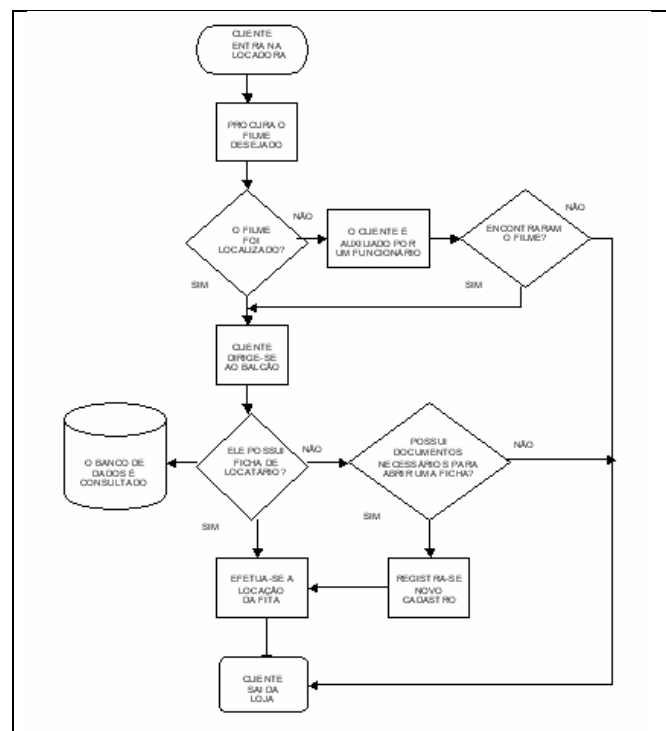 CLIENTE
ENTRA NA
LOCADORA
PROCURA O
FILME
DESEJADO
O FILME
FOI
LOCALIZADO?
NÃO
O CLIENTE É
AUXILIADO POR
UM FUNCIONÁRIO
ENCONTRARAM
O FILME?
NÃO
SIM
SIM
CLIENTE
DIRIGE-SE
AO BALCÃO
O BANCO DE
DADOS É
CONSULTADO
ELE POSSUI
FICHA DE
LOCATÁRIO?
NÃO
POSSUI
DOCUMENTOS
NECESSÁRIOS PARA
ABRIR UMA FICHA?
NÃO
SIM
SIM
EFETUA-SE A
LOCAÇÃO
DA FITA
REGISTRA-SE
NOVO
CADASTRO
CLIENTE
SAI DA
LOJA